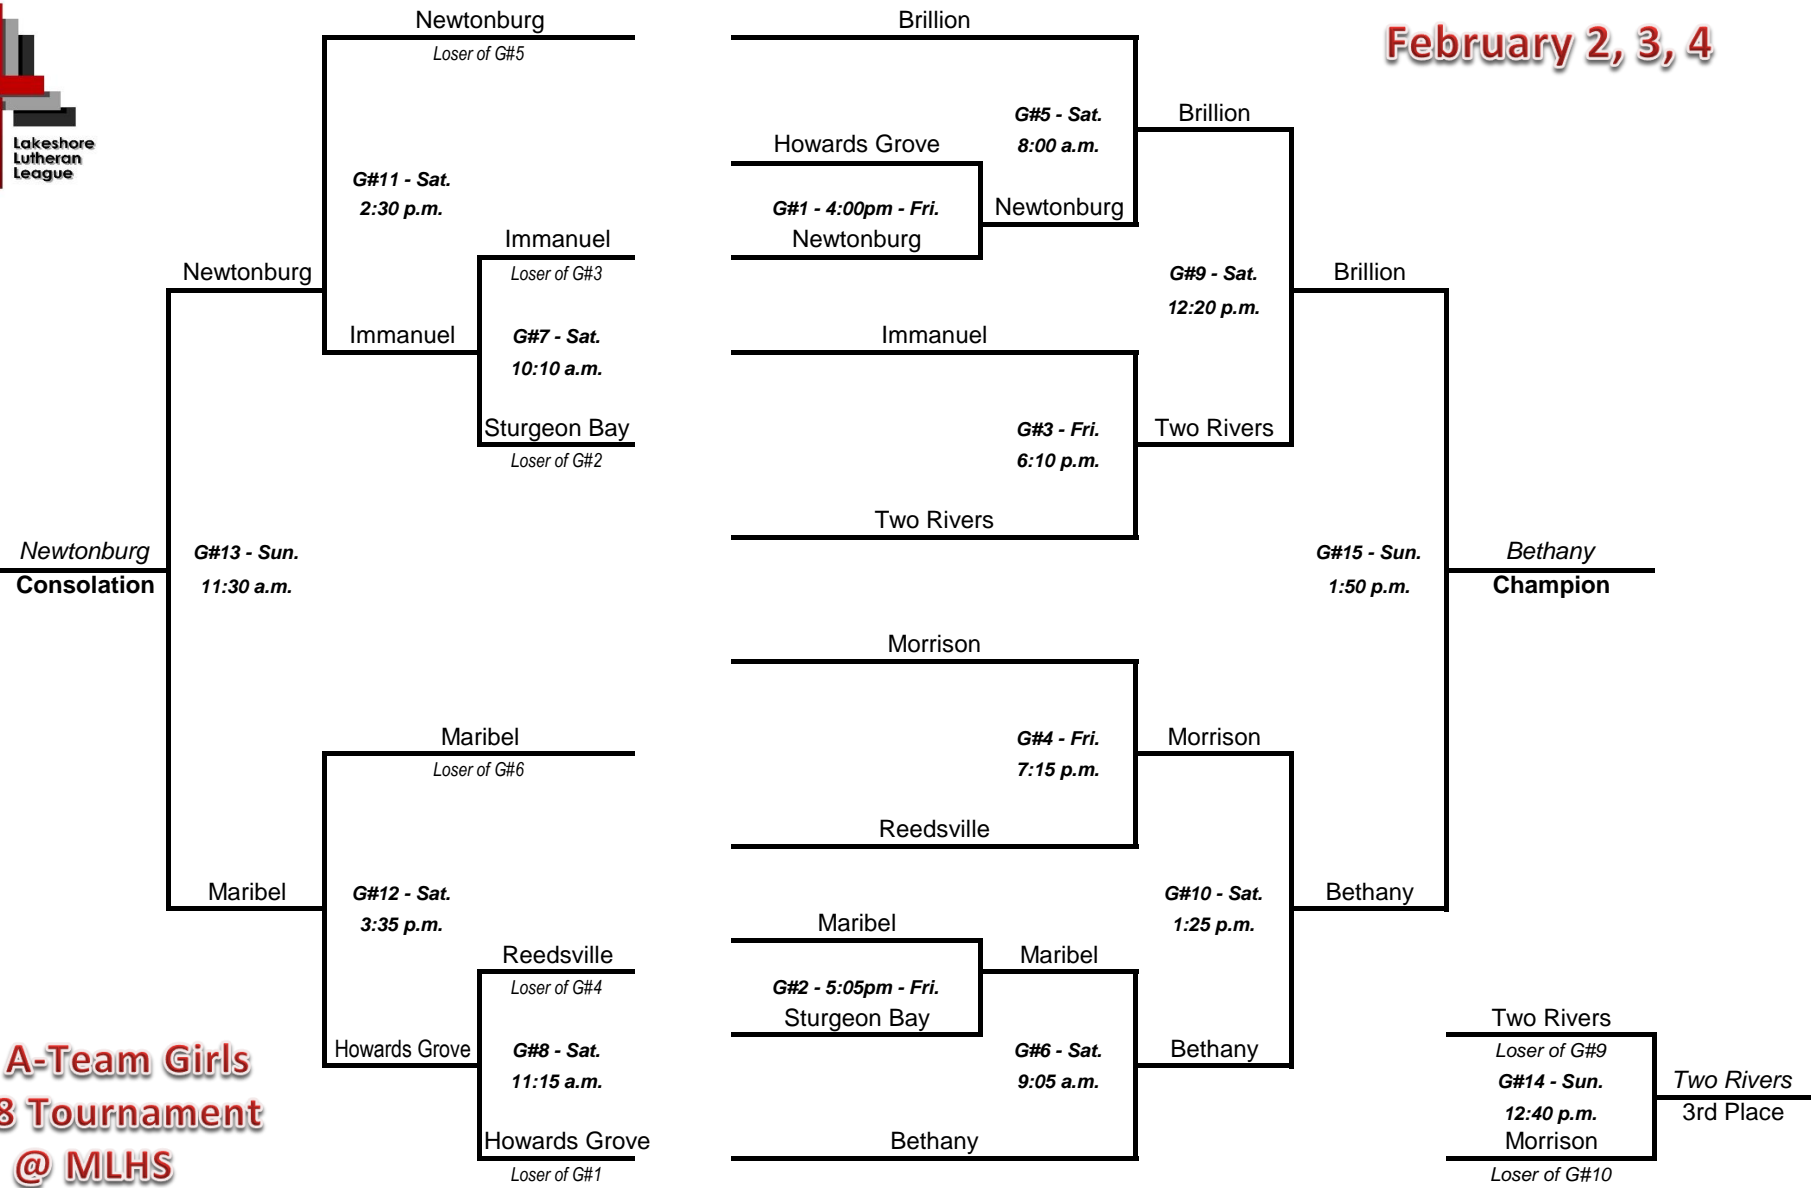 Newtonburg
Loser of G#5
Brillion
February 2, 3, 4
Lakeshore
Lutheran
League
G#5 - Sat.
8:00 a.m.
Brillion
Howards Grove
G#11 - Sat.
2:30 p.m.
G#1 - 4:00pm - Fri.
Newtonburg
Newtonburg
Immanuel
Loser of G#3
Newtonburg
G#9 - Sat.
12:20 p.m.
Brillion
Immanuel
G#7 - Sat.
10:10 a.m.
Immanuel
Sturgeon Bay
Loser of G#2
G#3 - Fri.
6:10 p.m.
Two Rivers
Two Rivers
Newtonburg
Consolation
G#13 - Sun.
11:30 a.m.
G#15 - Sun.
1:50 p.m.
Bethany
Champion
Morrison
Maribel
Loser of G#6
G#4 - Fri.
7:15 p.m.
Morrison
Reedsville
Maribel
G#12 - Sat.
3:35 p.m.
G#10 - Sat.
1:25 p.m.
Bethany
Maribel
Reedsville
Loser of G#4
Maribel
G#2 - 5:05pm - Fri.
Sturgeon Bay
Two Rivers
Loser of G#9
Howards Grove
G#8 - Sat.
11:15 a.m.
G#6 - Sat.
9:05 a.m.
Bethany
G#14 - Sun.
12:40 p.m.
Two Rivers
3rd Place
Howards Grove
Loser of G#1
Bethany
Morrison
Loser of G#10
A-Team Girls
8 Tournament
@ MLHS